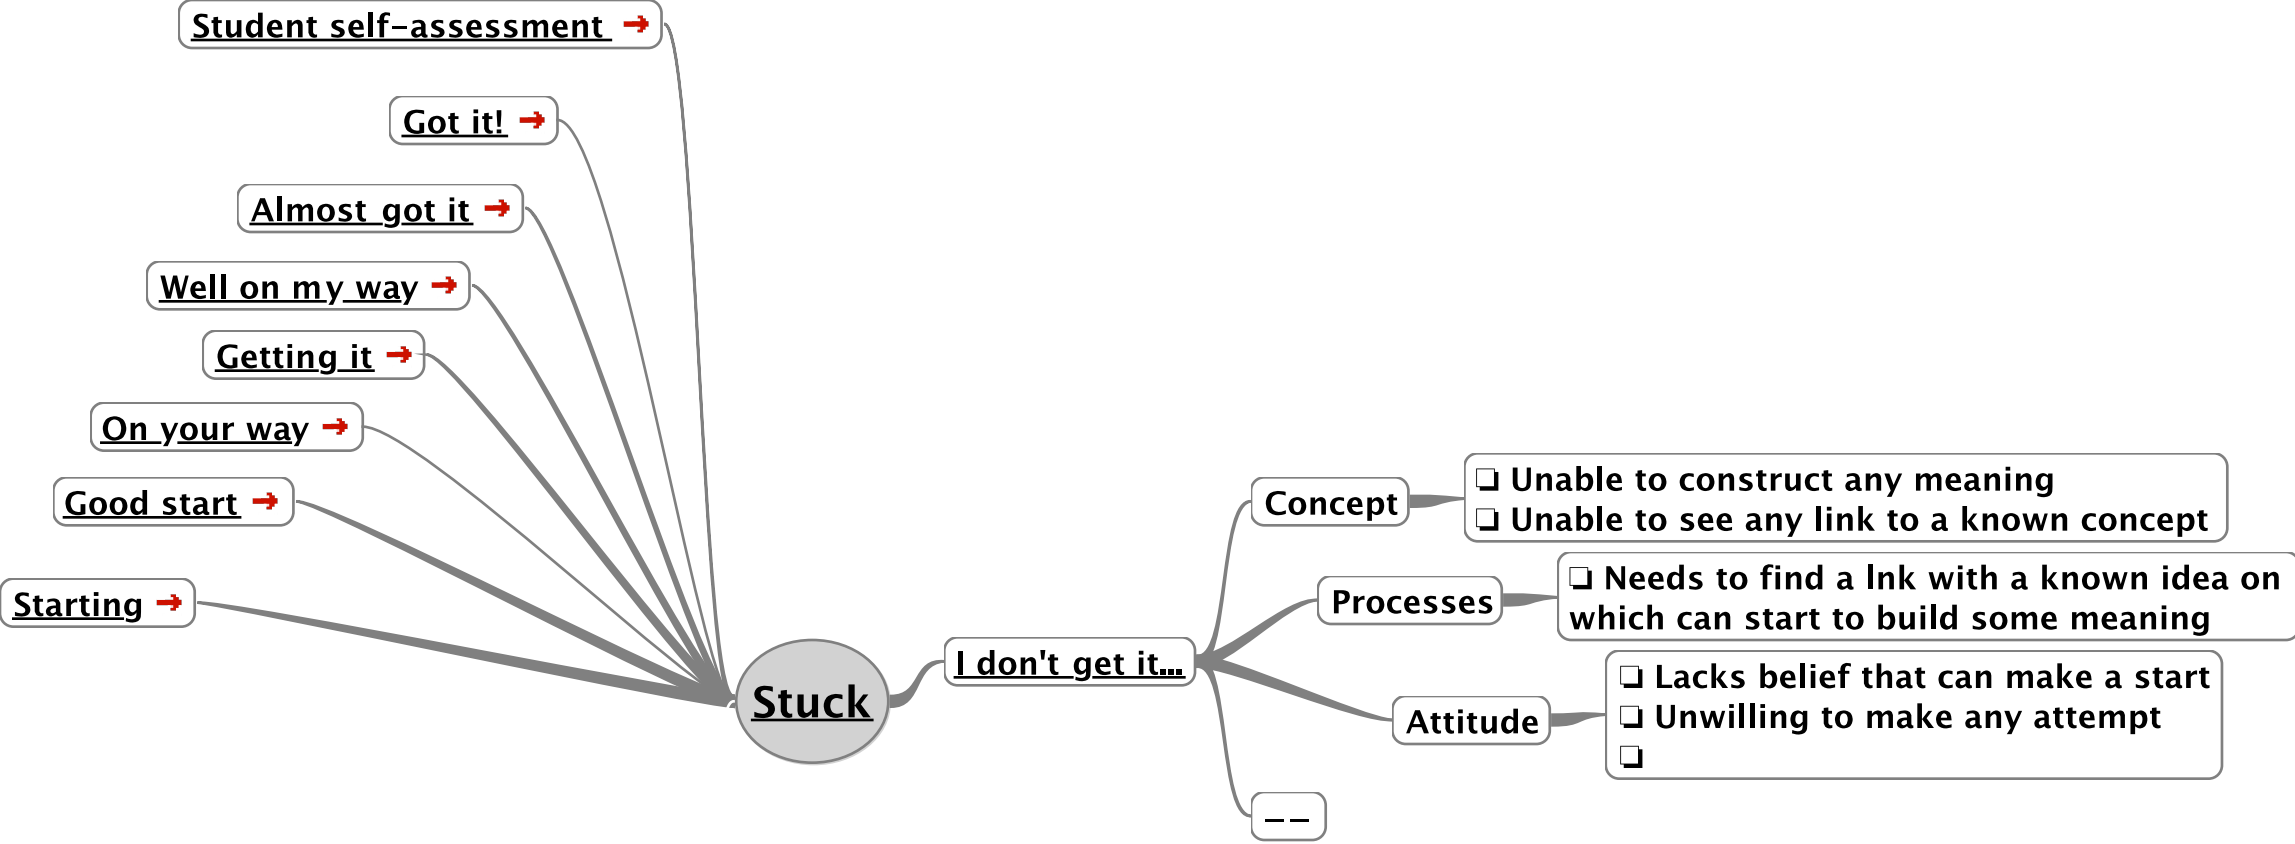 Student self-assessment
Got it!
Almost got it
Well on my way
Getting it
On your way
Good start
Starting
Stuck
I don't get it...
Concept
❏ Unable to construct any meaning
❏ Unable to see any link to a known concept
Processes
❏ Needs to find a lnk with a known idea on
which can start to build some meaning
Attitude
❏ Lacks belief that can make a start
❏ Unwilling to make any attempt
❏
--